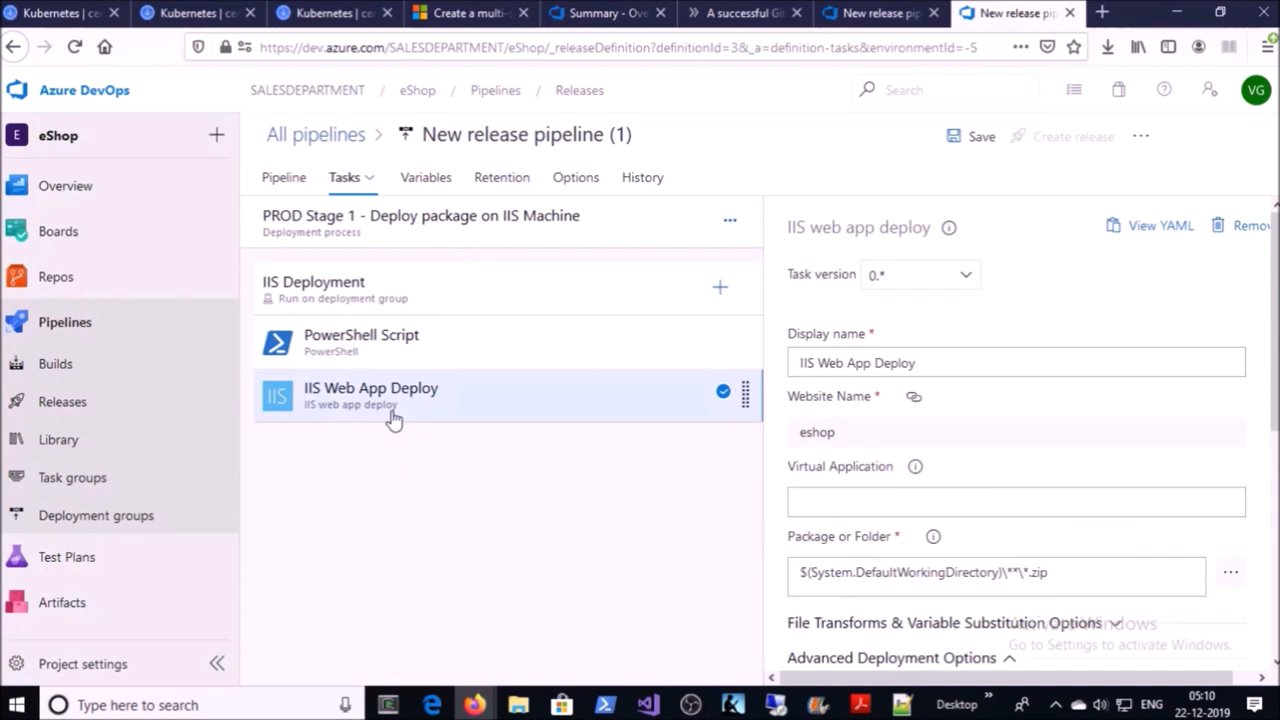 Kubernetes | ce
Kubernetes | ce
Kubernetes | ce
Create a multi-s
Summary - Ove
A successful Gi
New release pip
New release pip
https://dev.azure.com/SALESDEPARTMENT/eShop/_releaseDefinition?definitionId=3&_a=definition-tasks&environmentId=-5
Azure DevOps
SALESDEPARTMENT / eShop / Pipelines / Releases
Search
VG
E eShop
Overview
Boards
Repos
Pipelines
Builds
Releases
Library
Task groups
Deployment groups
Test Plans
Artifacts
Project settings
All pipelines > New release pipeline (1)
Save
Create release
Pipeline Tasks Variables Retention Options History
PROD Stage 1 - Deploy package on IIS Machine
Deployment process
IIS Deployment
Run on deployment group
PowerShell Script
PowerShell
IIS
IIS Web App Deploy
IIS web app deploy
IIS web app deploy
View YAML
Remov
Task version 0.*
Display name *
IIS Web App Deploy
Website Name *
eshop
Virtual Application
Package or Folder *
$(System.DefaultWorkingDirectory)\**\*.zip
File Transforms & Variable Substitution Options
Activate Windows
Go to Settings to activate Windows.
Advanced Deployment Options
Type here to search
Desktop
ENG
05:10
22-12-2019